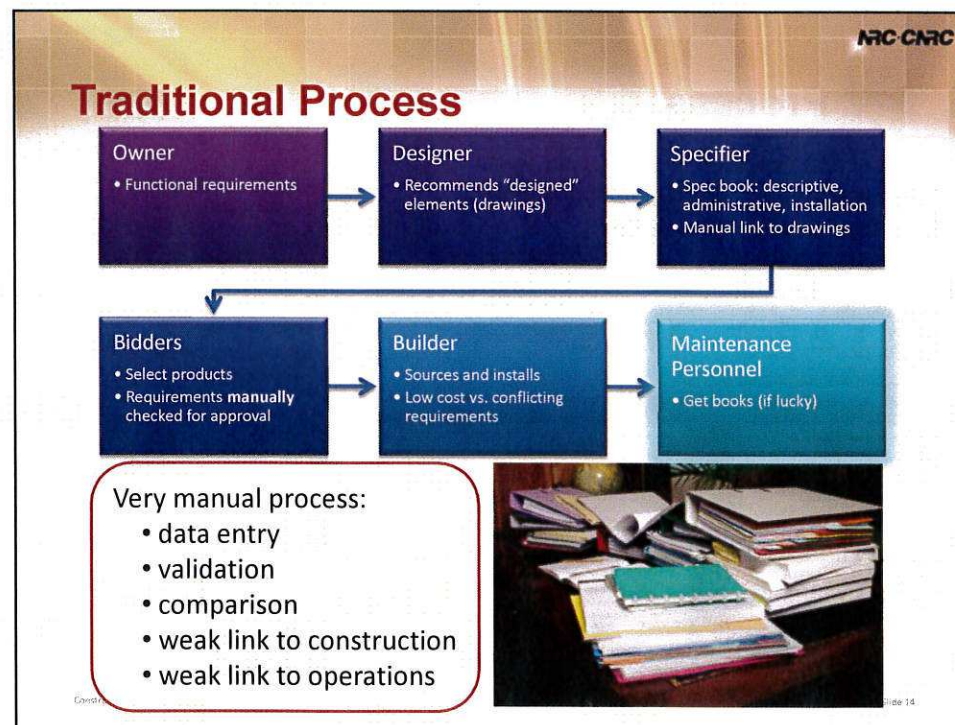 NRC·CNRC
Traditional Process
Owner
• Functional requirements
Designer
• Recommends “designed”
elements (drawings)
Specifier
• Spec book: descriptive,
administrative, installation
• Manual link to drawings
Bidders
• Select products
• Requirements manually
checked for approval
Builder
• Sources and installs
• Low cost vs. conflicting
requirements
Maintenance
Personnel
• Get books (if lucky)
Very manual process:
• data entry
• validation
• comparison
• weak link to construction
• weak link to operations
Slide 14